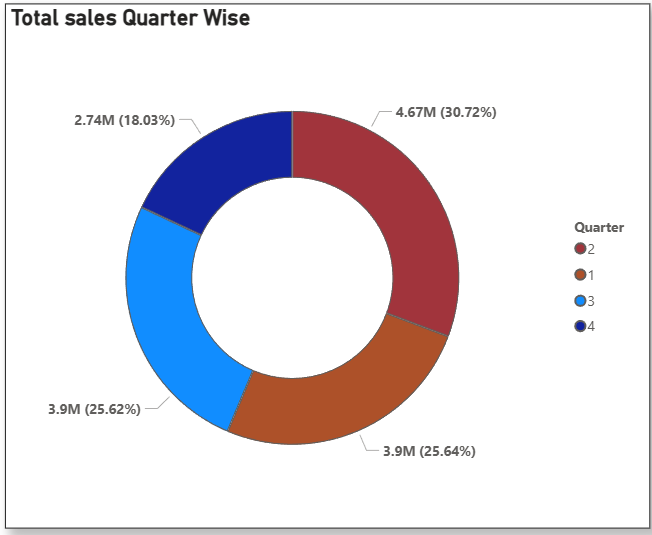 Total sales Quarter Wise
2.74M (18.03%)
4.67M (30.72%)
Quarter
2
1
3
4
3.9M (25.62%)
3.9M (25.64%)